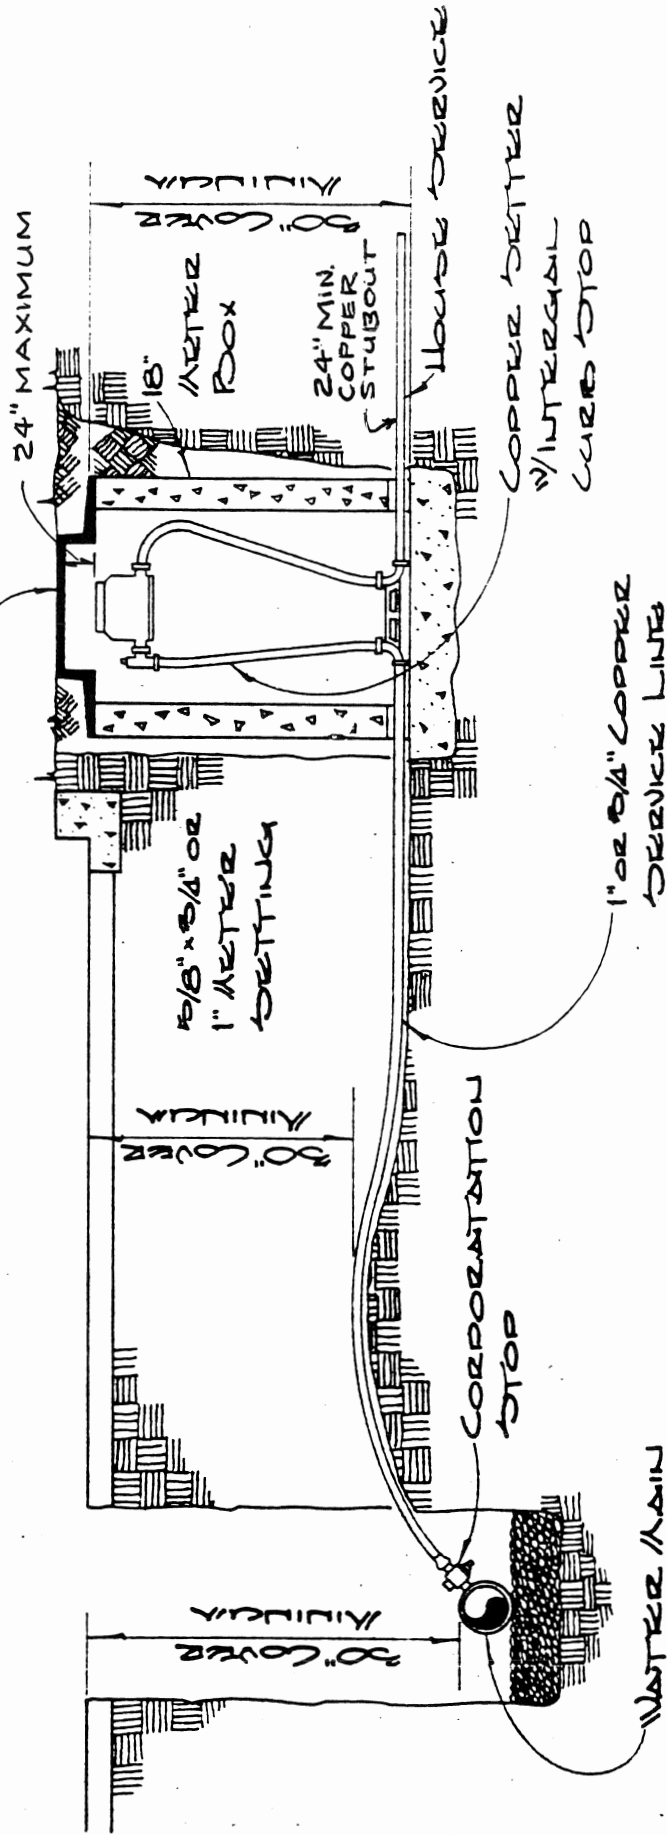 24" MAXIMUM
30" COVER
MINIMUM
30" COVER
MINIMUM
5/8" x 3/4" OR
1" METER
SETTING
18"
METER
BOX
30" COVER
MINIMUM
24" MIN.
COPPER
STUBOUT
HOUSE SERVICE
COPPER SETTER
W/INTERGAL
CURB STOP
CORPORATION
STOP
1" OR 3/4" COPPER
SERVICE LINE
WATER MAIN